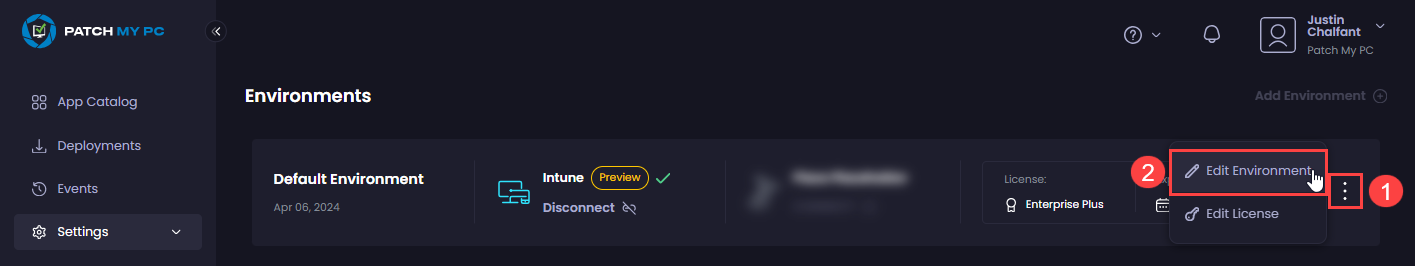 PATCH MY PC
Justin
Chalfant
Patch My PC
App Catalog
Deployments
Events
Settings
Environments
Add Environment
Default Environment
Apr 06, 2024
Intune Preview
Disconnect
License:
Enterprise Plus
2
Edit Environment
Edit License
1